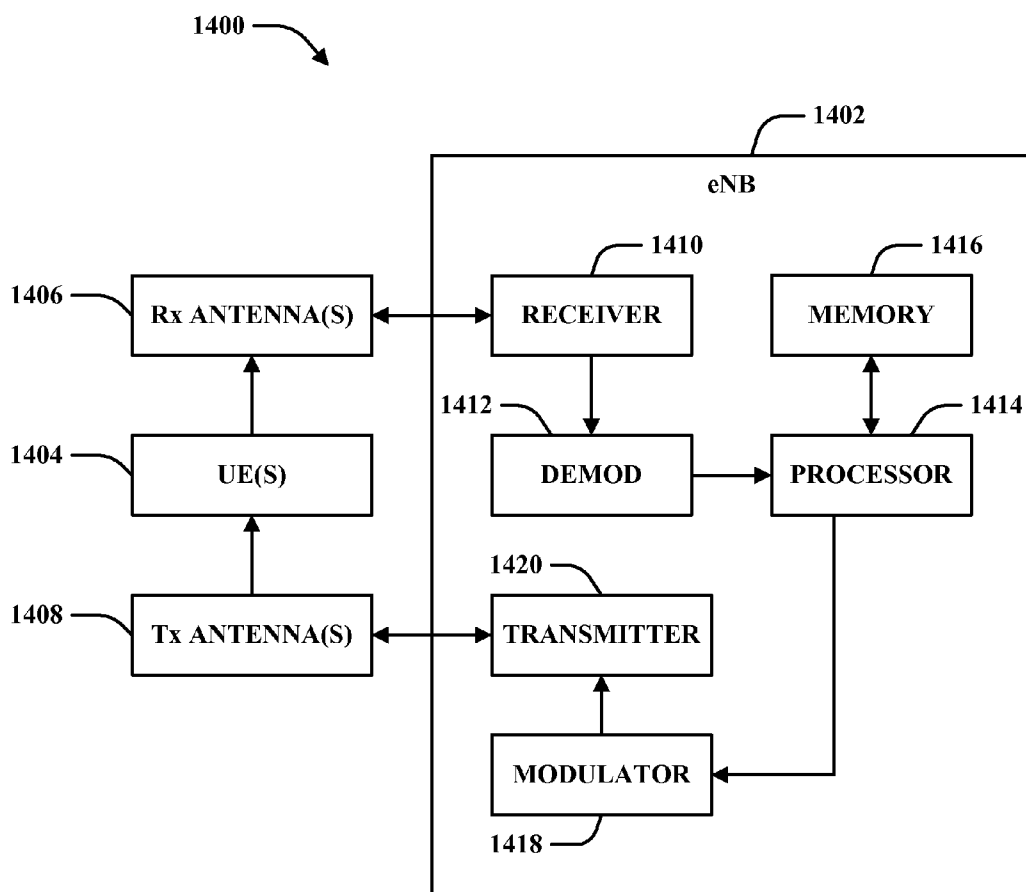 1400
1402
eNB
1410
1416
1406
Rx ANTENNA(S)
RECEIVER
MEMORY
1412
1414
1404
UE(S)
DEMOD
PROCESSOR
1420
1408
Tx ANTENNA(S)
TRANSMITTER
MODULATOR
1418